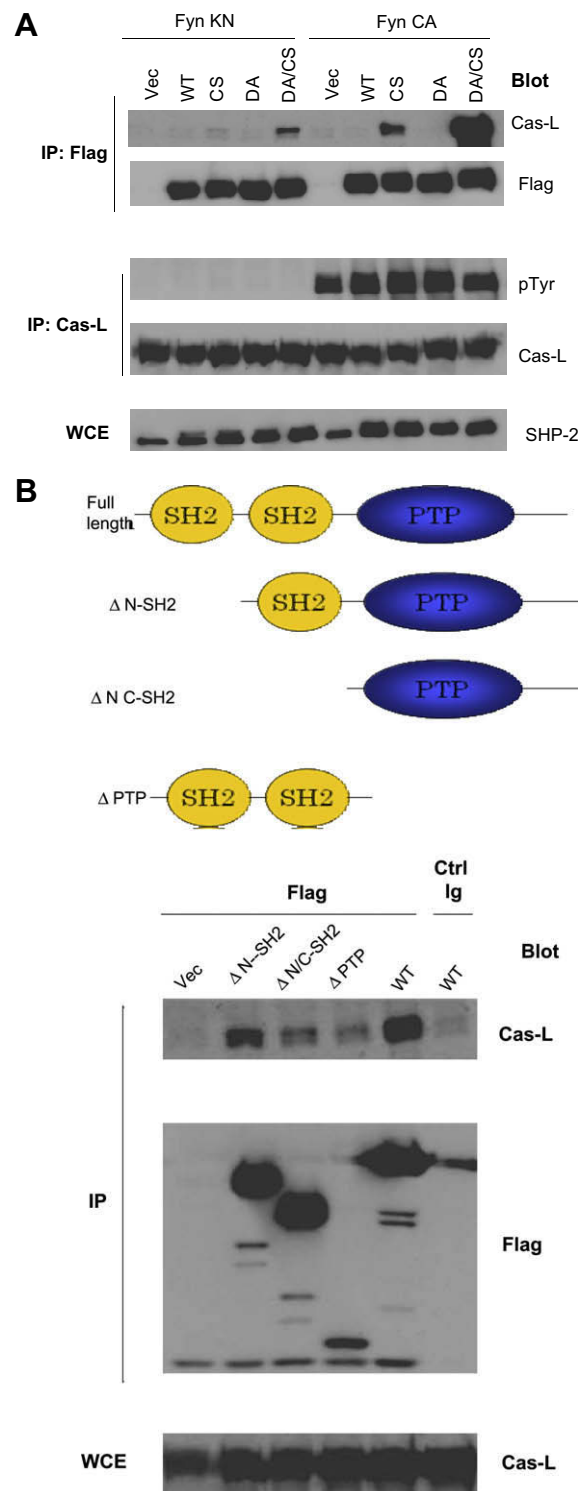 A
Fyn KN Fyn CA
Vec WT CS DA DA/CS Vec WT CS DA DA/CS Blot
IP: Flag
Cas-L
Flag
IP: Cas-L
pTyr
Cas-L
WCE SHP-2
B
Full
length
SH2 SH2 PTP
Δ N-SH2 SH2 PTP
Δ N C-SH2 PTP
Δ PTP SH2 SH2
Ctrl
Ig
Flag
Blot
Vec Δ N--SH2 Δ N/C-SH2 Δ PTP WT WT
Cas-L
IP
Flag
WCE Cas-L